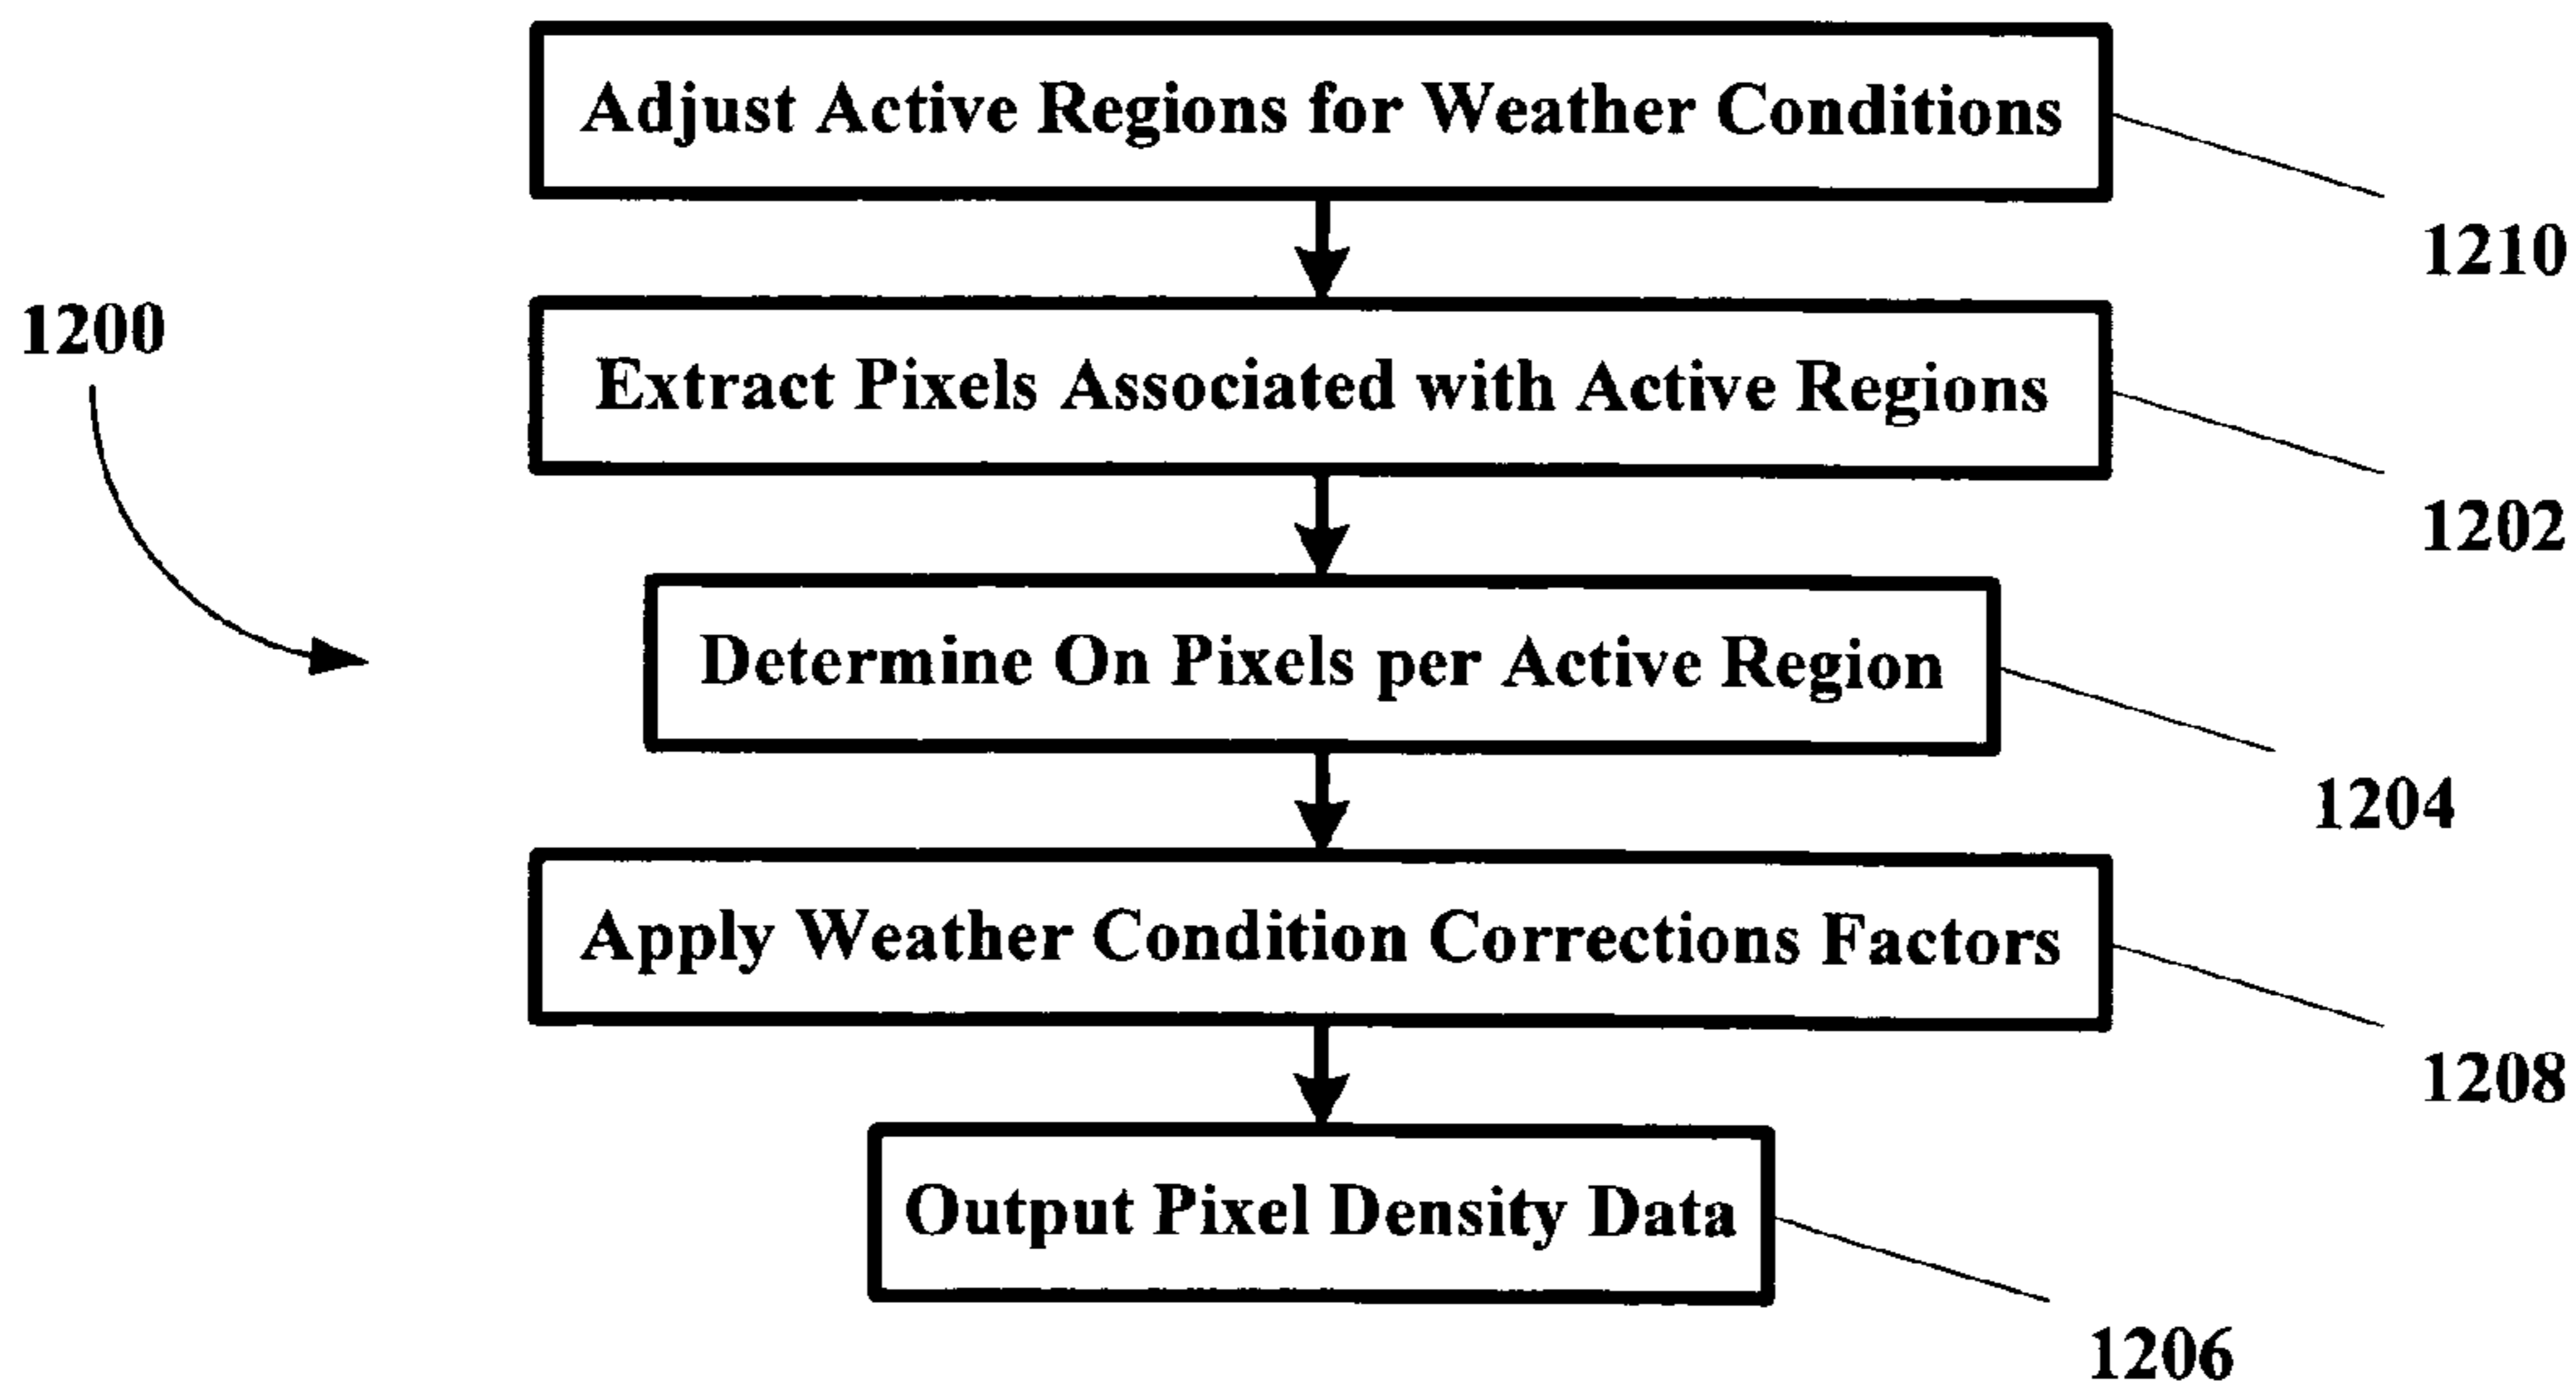 Adjust Active Regions for Weather Conditions
1210
1200
Extract Pixels Associated with Active Regions
1202
Determine On Pixels per Active Region
1204
Apply Weather Condition Corrections Factors
1208
Output Pixel Density Data
1206